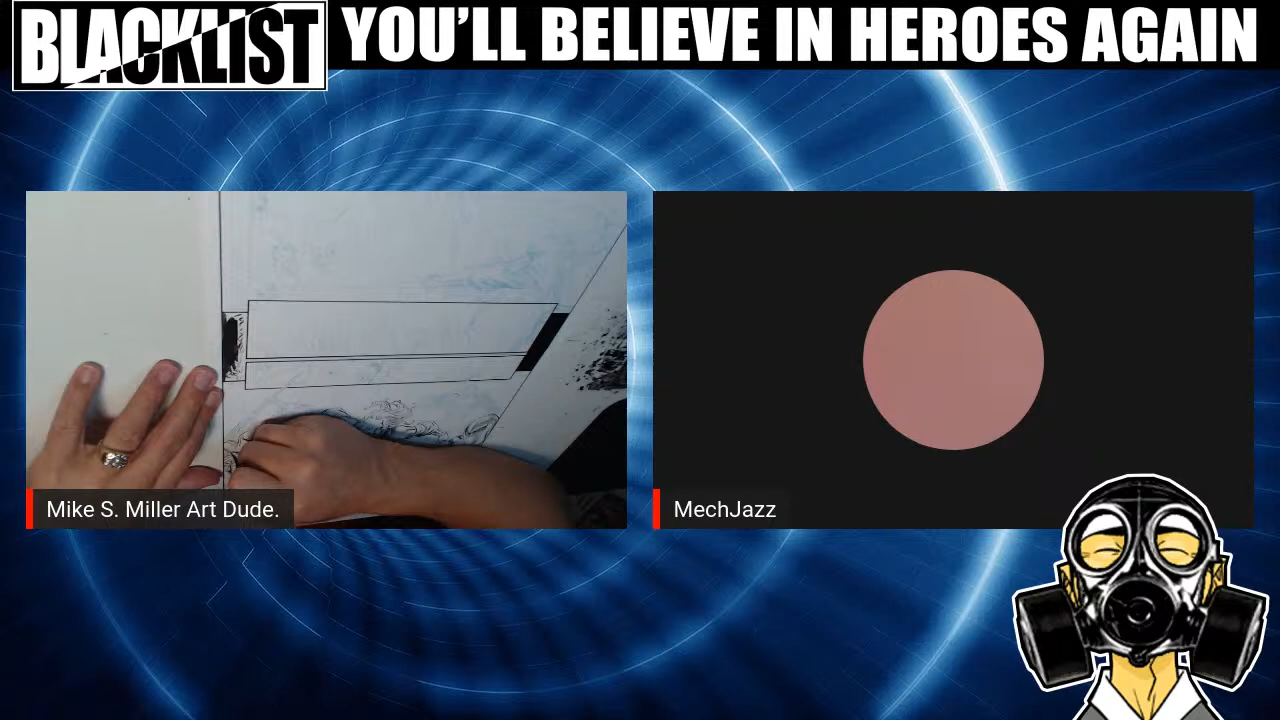 BLACKLIST
YOU'LL BELIEVE IN HEROES AGAIN
Mike S. Miller Art Dude.
MechJazz